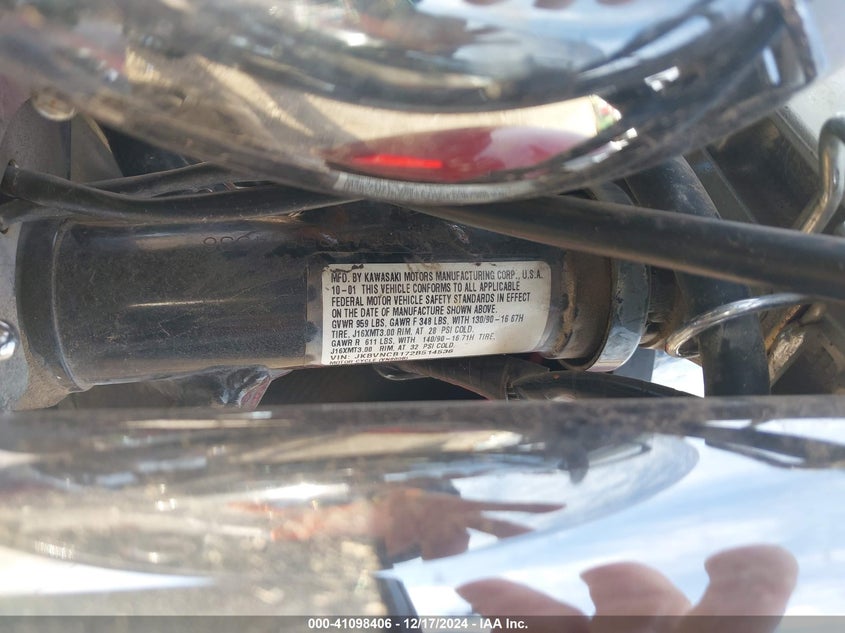 MFD. BY KAWASAKI MOTORS MANUFACTURING CORP., U.S.A.
10-01 THIS VEHICLE CONFORMS TO ALL APPLICABLE
FEDERAL MOTOR VEHICLE SAFETY STANDARDS IN EFFECT
ON THE DATE OF MANUFACTURE SHOWN ABOVE.
GVWR 959 LBS. GAWR F 348 LBS. WITH 130/90-16 67H
TIRE, J16XMT3.00 RIM, AT 28 PSI COLD.
GAWR R 611 LBS. WITH 140/90-16 71H TIRE,
J16XMT3.00 RIM, AT 32 PSI COLD.
VIN: JKBVNCB172B514536
MOTOR CYCLE
000-41098406 - 12/17/2024 - IAA Inc.